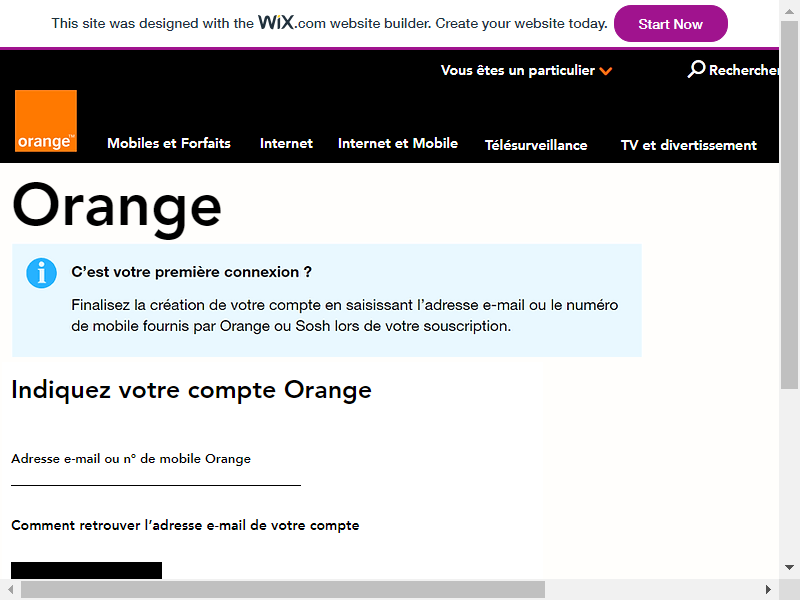 This site was designed with the WiX.com website builder. Create your website today.
Start Now
Vous êtes un particulier
Rechercher
orange™
Mobiles et Forfaits
Internet
Internet et Mobile
Télésurveillance
TV et divertissement
Orange
C'est votre première connexion ?
Finalisez la création de votre compte en saisissant l'adresse e-mail ou le numéro
de mobile fournis par Orange ou Sosh lors de votre souscription.
Indiquez votre compte Orange
Adresse e-mail ou n° de mobile Orange
Comment retrouver l'adresse e-mail de votre compte